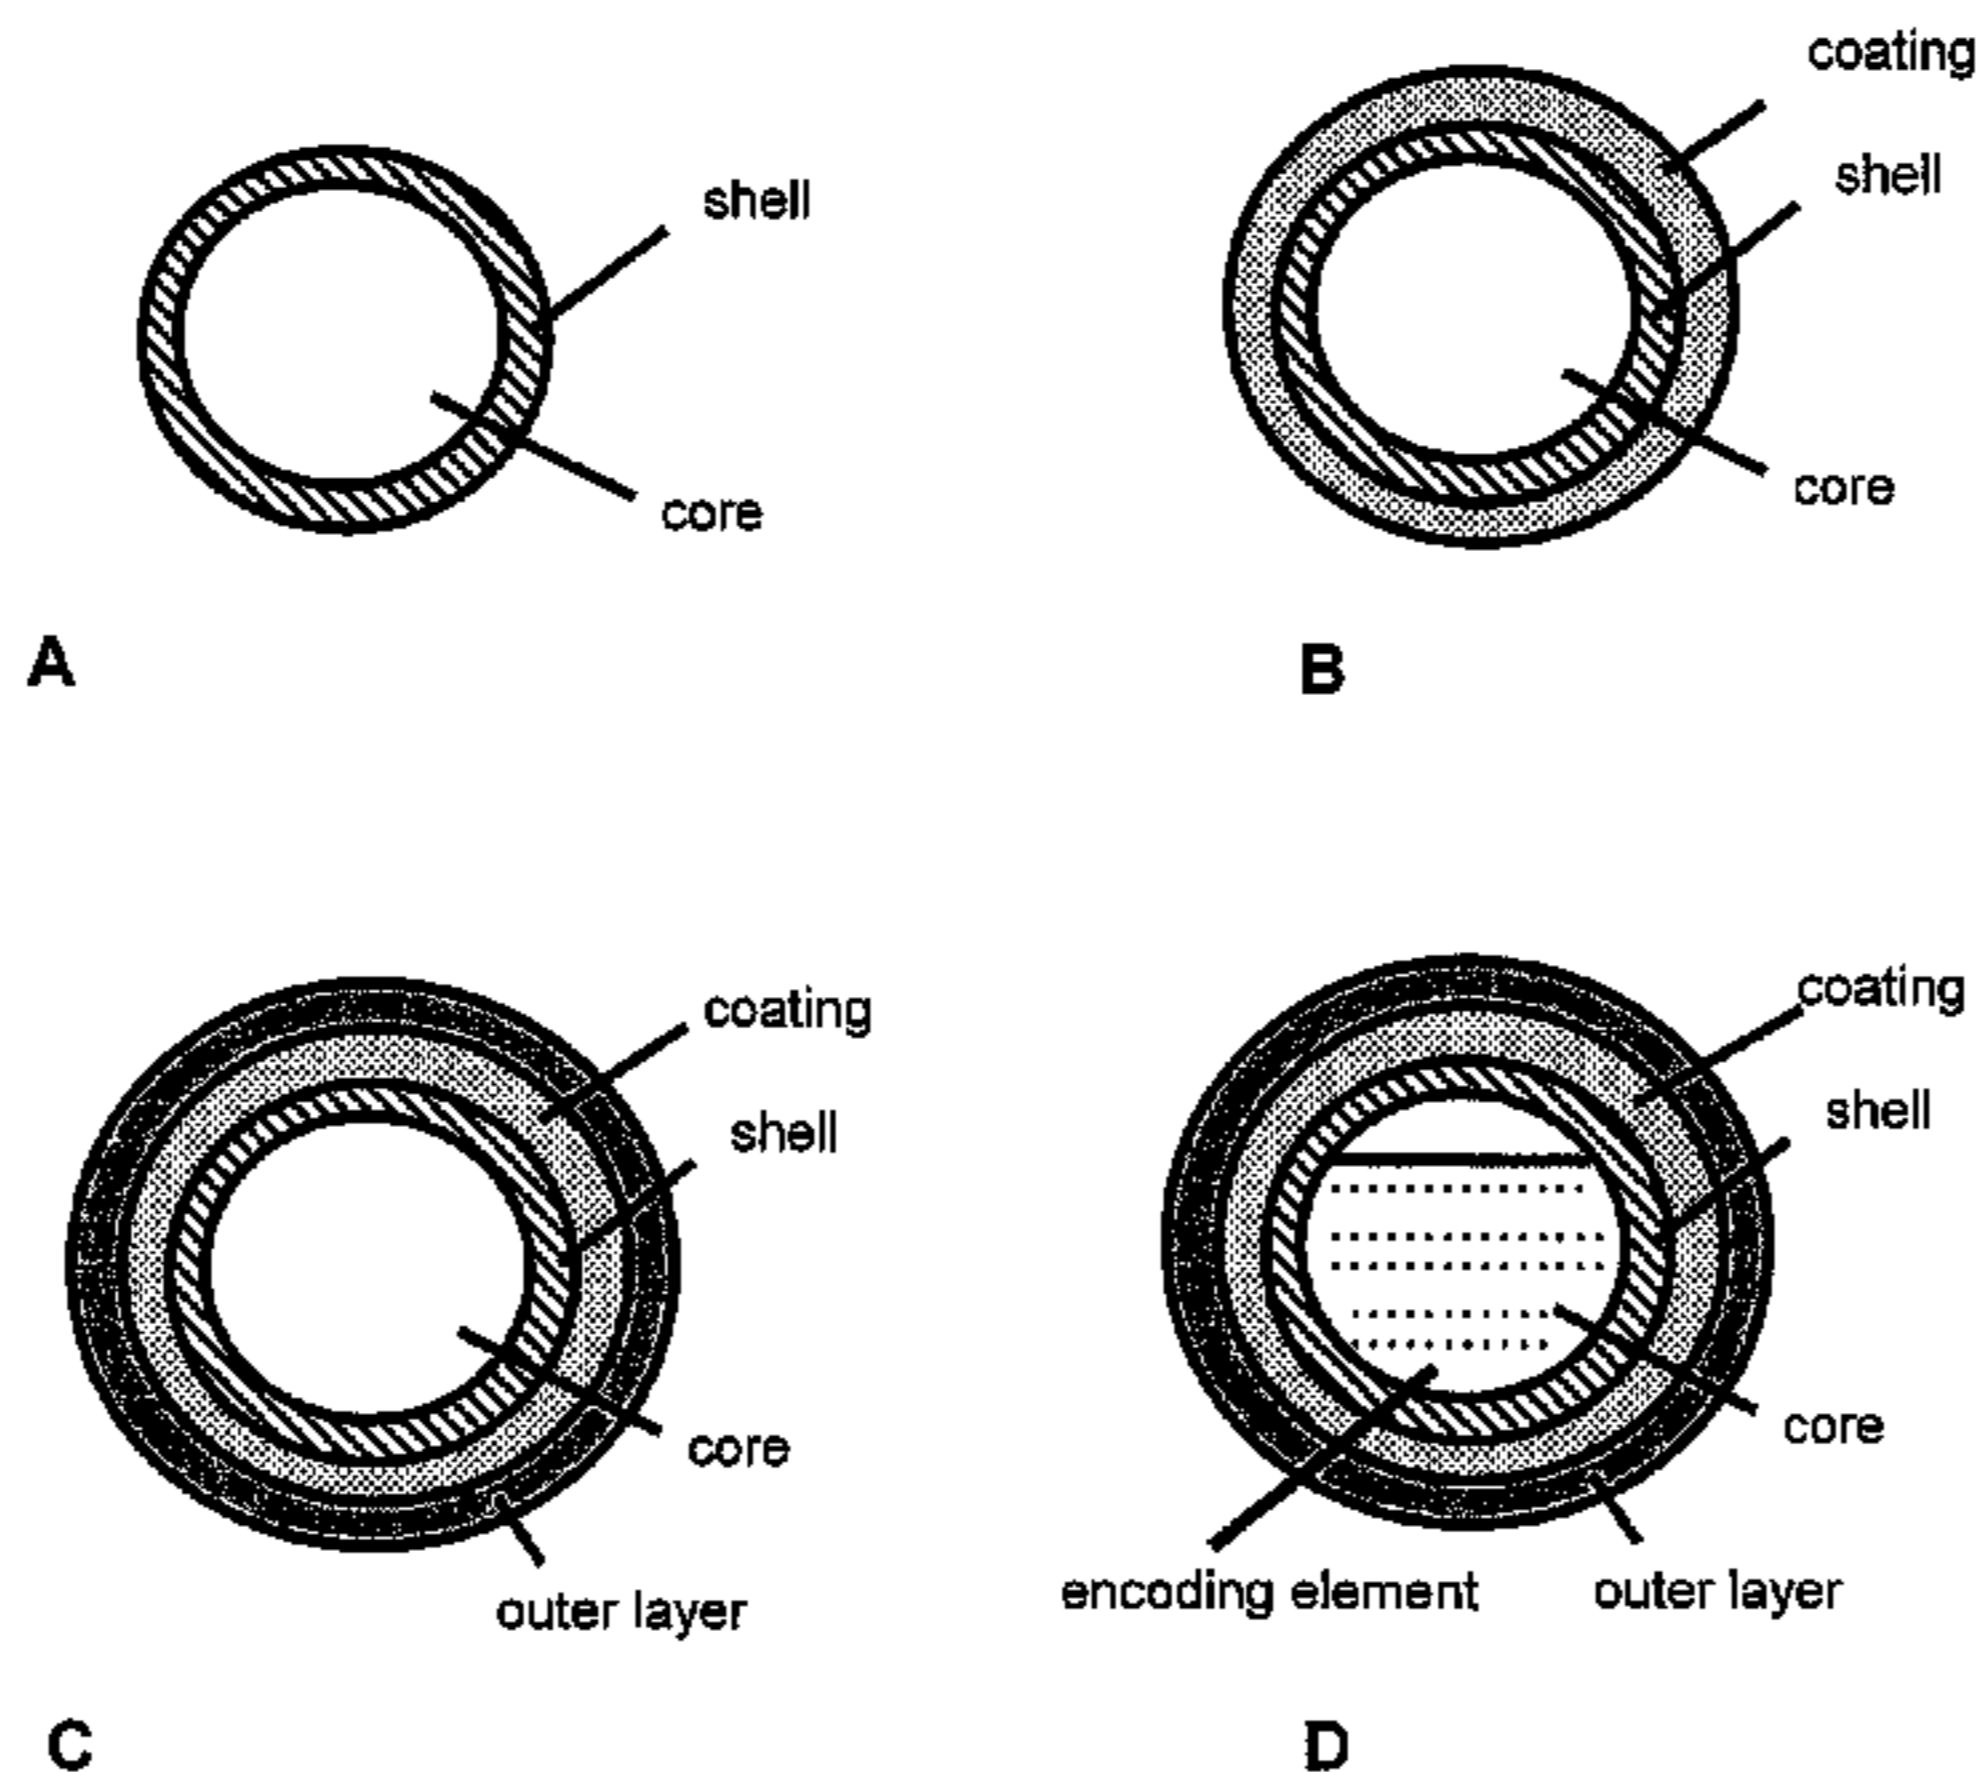 shell
core
A
coating
shell
core
B
coating
shell
core
outer layer
C
coating
shell
core
encoding element
outer layer
D